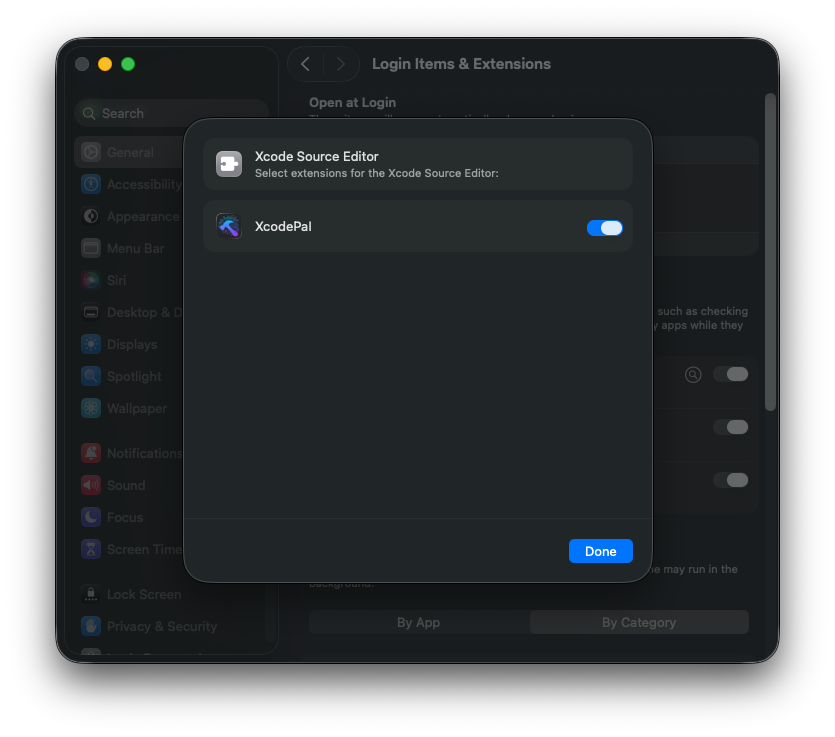 Login Items & Extensions
Search
General
Accessibility
Appearance
Menu Bar
Siri
Desktop & D
Displays
Spotlight
Wallpaper
Notifications
Sound
Focus
Screen Time
Lock Screen
Privacy & Security
Open at Login
Xcode Source Editor
Select extensions for the Xcode Source Editor:
XcodePal
Done
such as checking
apps while they
may run in the
background.
By App
By Category